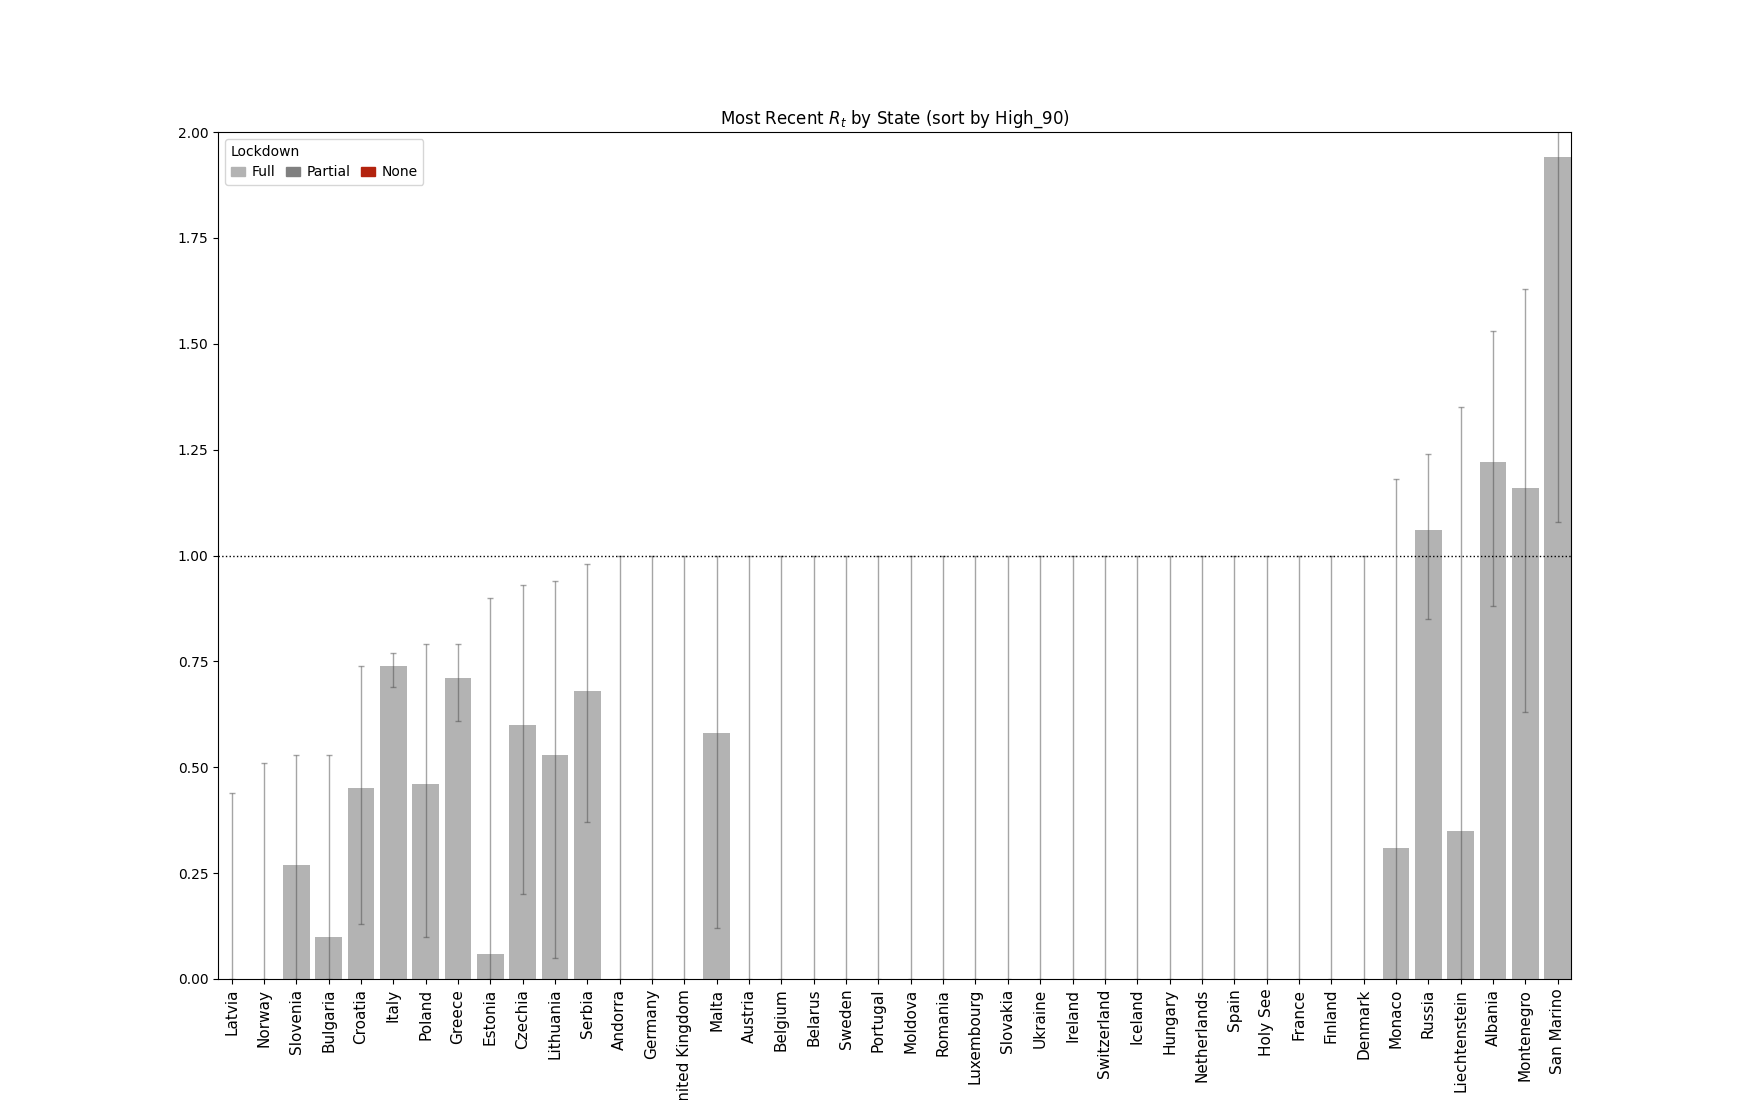 Most Recent R_t by State (sort by High_90)
Lockdown
Full Partial None
2.00
1.75
1.50
1.25
1.00
0.75
0.50
0.25
0.00
Latvia
Norway
Slovenia
Bulgaria
Croatia
Italy
Poland
Greece
Estonia
Czechia
Lithuania
Serbia
Andorra
Germany
nited Kingdom
Malta
Austria
Belgium
Belarus
Sweden
Portugal
Moldova
Romania
Luxembourg
Slovakia
Ukraine
Ireland
Switzerland
Iceland
Hungary
Netherlands
Spain
Holy See
France
Finland
Denmark
Monaco
Russia
Liechtenstein
Albania
Montenegro
San Marino